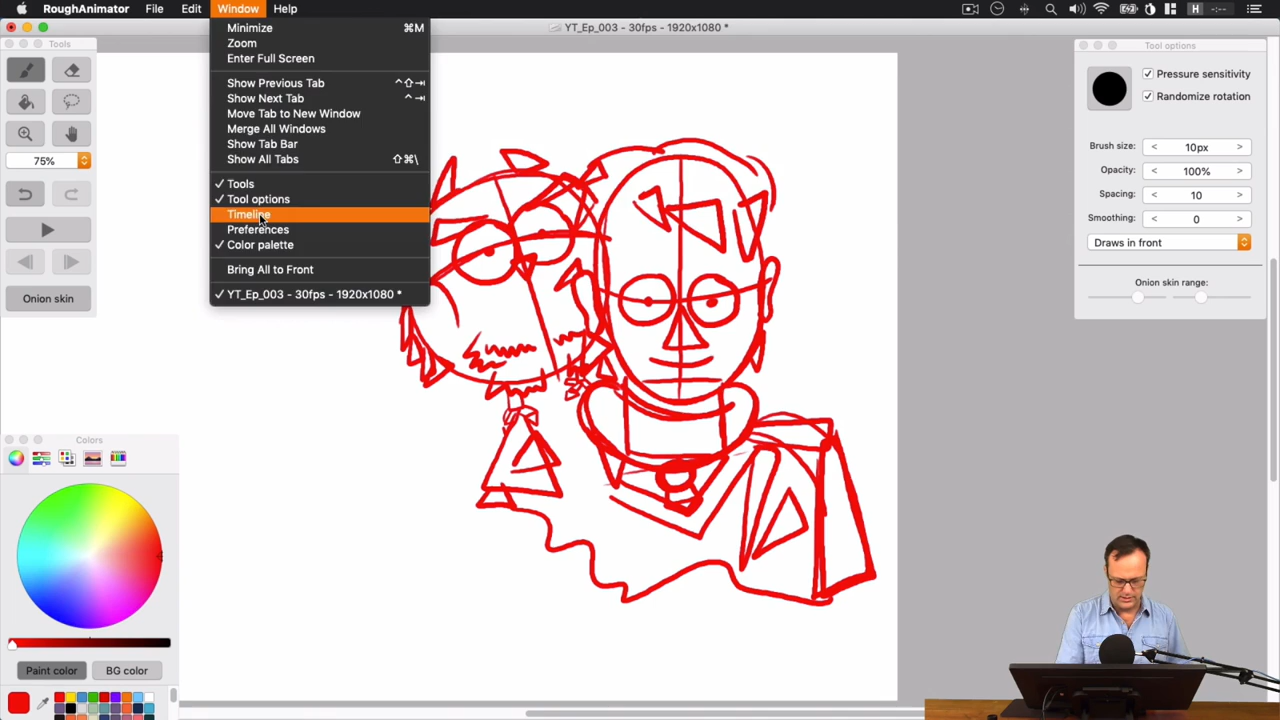 RoughAnimator File Edit Window Help
H -:--
YT_Ep_003 - 30fps - 1920x1080 *
Tools
75%
Onion skin
Minimize ⌘M
Zoom
Enter Full Screen
Show Previous Tab ^⇧⇥
Show Next Tab ^⇥
Move Tab to New Window
Merge All Windows
Show Tab Bar
Show All Tabs ⇧⌘\
✓ Tools
✓ Tool options
Timeline
Preferences
✓ Color palette
Bring All to Front
✓ YT_Ep_003 - 30fps - 1920x1080 *
Tool options
Pressure sensitivity
Randomize rotation
Brush size: < 10px >
Opacity: < 100% >
Spacing: < 10 >
Smoothing: < 0 >
Draws in front
Onion skin range:
Colors
Paint color BG color